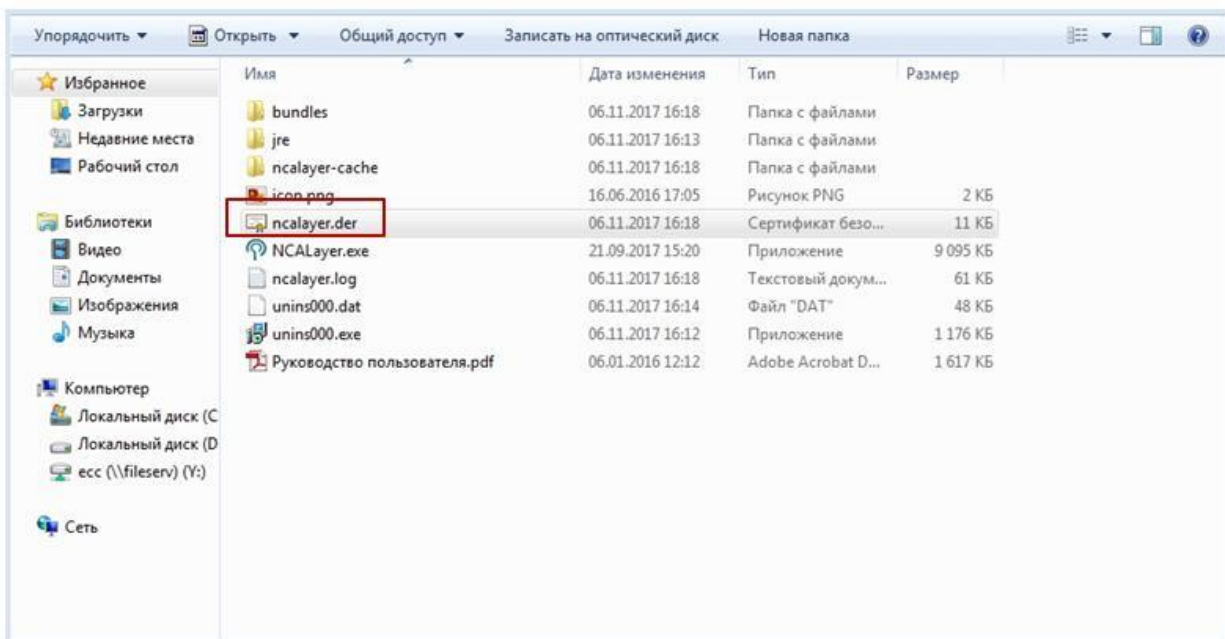 Упорядочить Открыть Общий доступ Записать на оптический диск Новая папка
Избранное
Загрузки
Недавние места
Рабочий стол
Библиотеки
Видео
Документы
Изображения
Музыка
Компьютер
Локальный диск (C
Локальный диск (D
ecc (\\fileserv) (Y:)
Сеть
Имя Дата изменения Тип Размер
bundles 06.11.2017 16:18 Папка с файлами
jre 06.11.2017 16:13 Папка с файлами
ncalayer-cache 06.11.2017 16:18 Папка с файлами
icon.png 16.06.2016 17:05 Рисунок PNG 2 КБ
ncalayer.der 06.11.2017 16:18 Сертификат безо... 11 КБ
NCALayer.exe 21.09.2017 15:20 Приложение 9 095 КБ
ncalayer.log 06.11.2017 16:18 Текстовый докум... 61 КБ
unins000.dat 06.11.2017 16:14 Файл "DAT" 48 КБ
unins000.exe 06.11.2017 16:12 Приложение 1 176 КБ
Руководство пользователя.pdf 06.01.2016 12:12 Adobe Acrobat D... 1 617 КБ